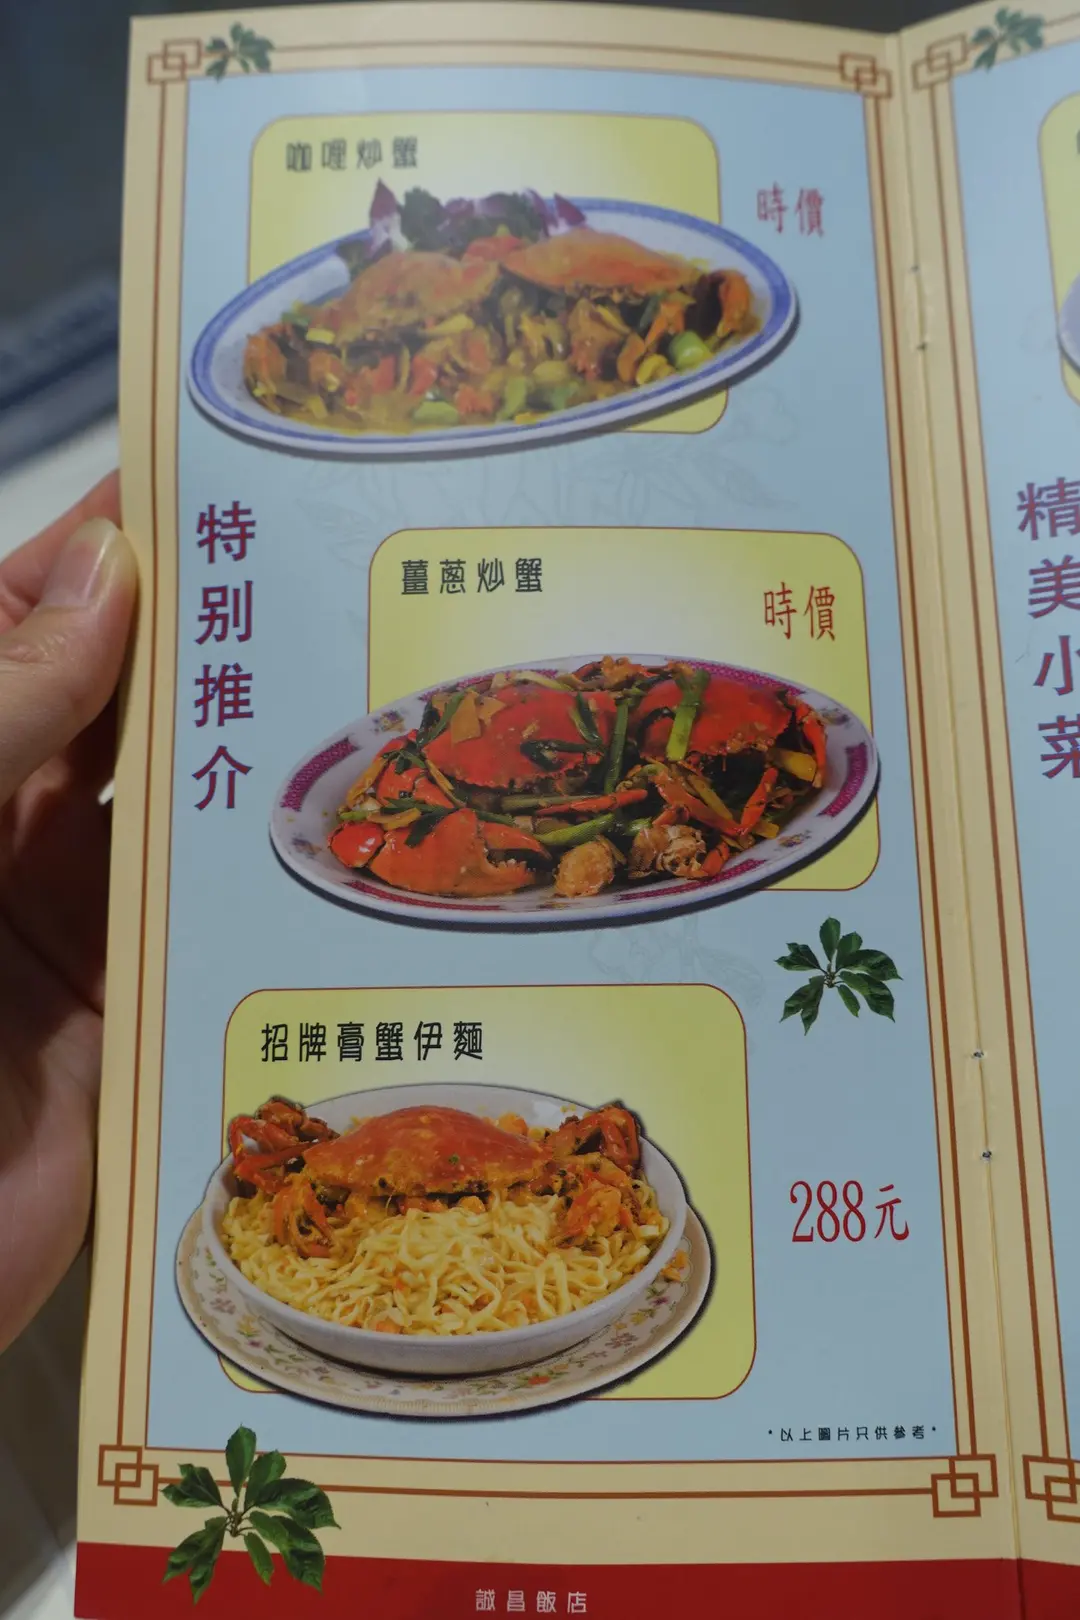 咖喱炒蟹
時價
特别推介
薑葱炒蟹
時價
招牌膏蟹伊麵
288元
*以上圖片只供參考*
誠昌飯店
精美小菜